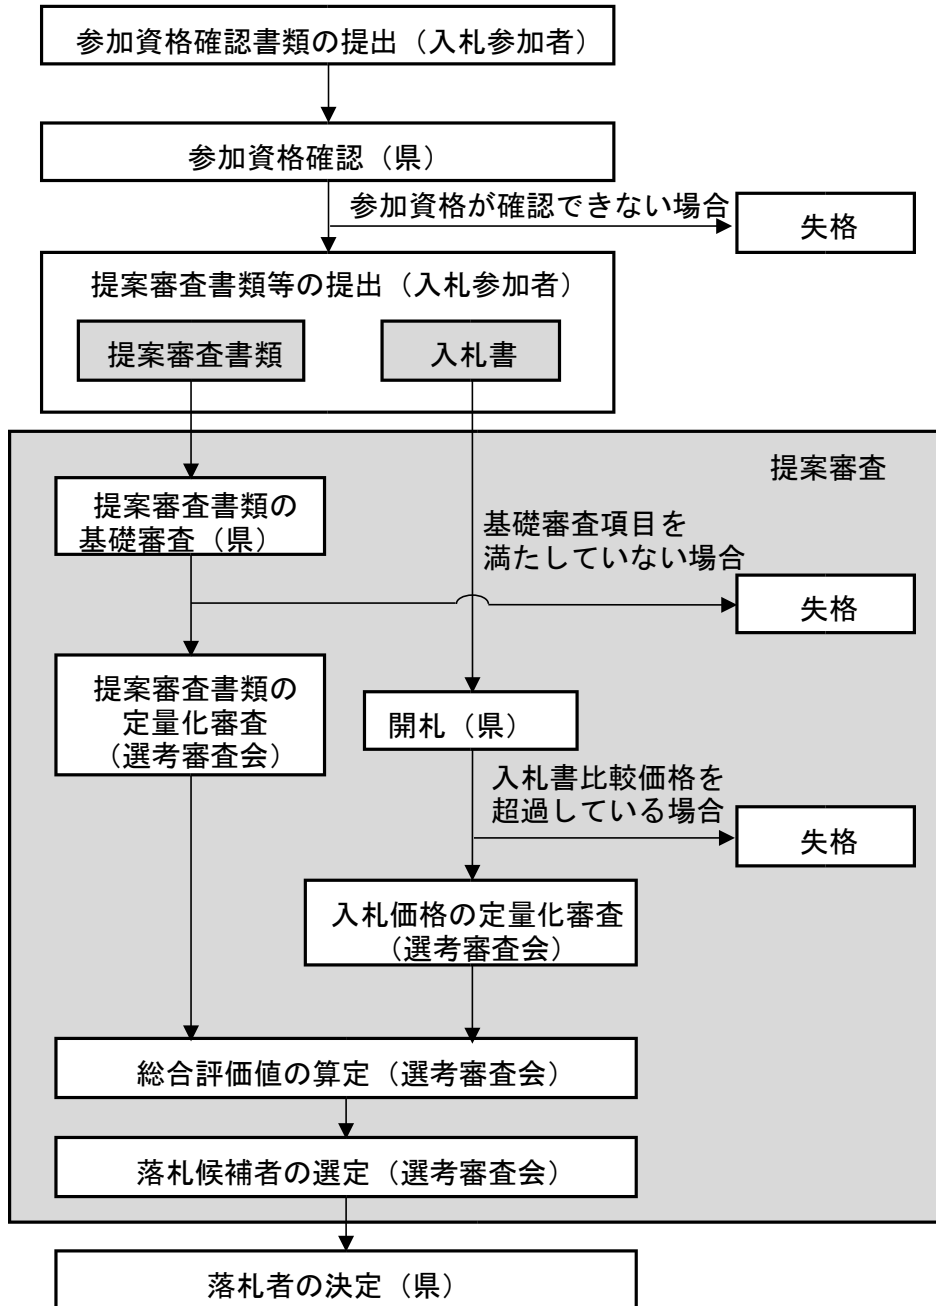 参加資格確認書類の提出（入札参加者）
参加資格確認（県）
参加資格が確認できない場合
失格
提案審査書類等の提出（入札参加者）
提案審査書類
入札書
提案審査
提案審査書類の
基礎審査（県）
基礎審査項目を
満たしていない場合
失格
提案審査書類の
定量化審査
（選考審査会）
開札（県）
入札書比較価格を
超過している場合
失格
入札価格の定量化審査
（選考審査会）
総合評価値の算定（選考審査会）
落札候補者の選定（選考審査会）
落札者の決定（県）